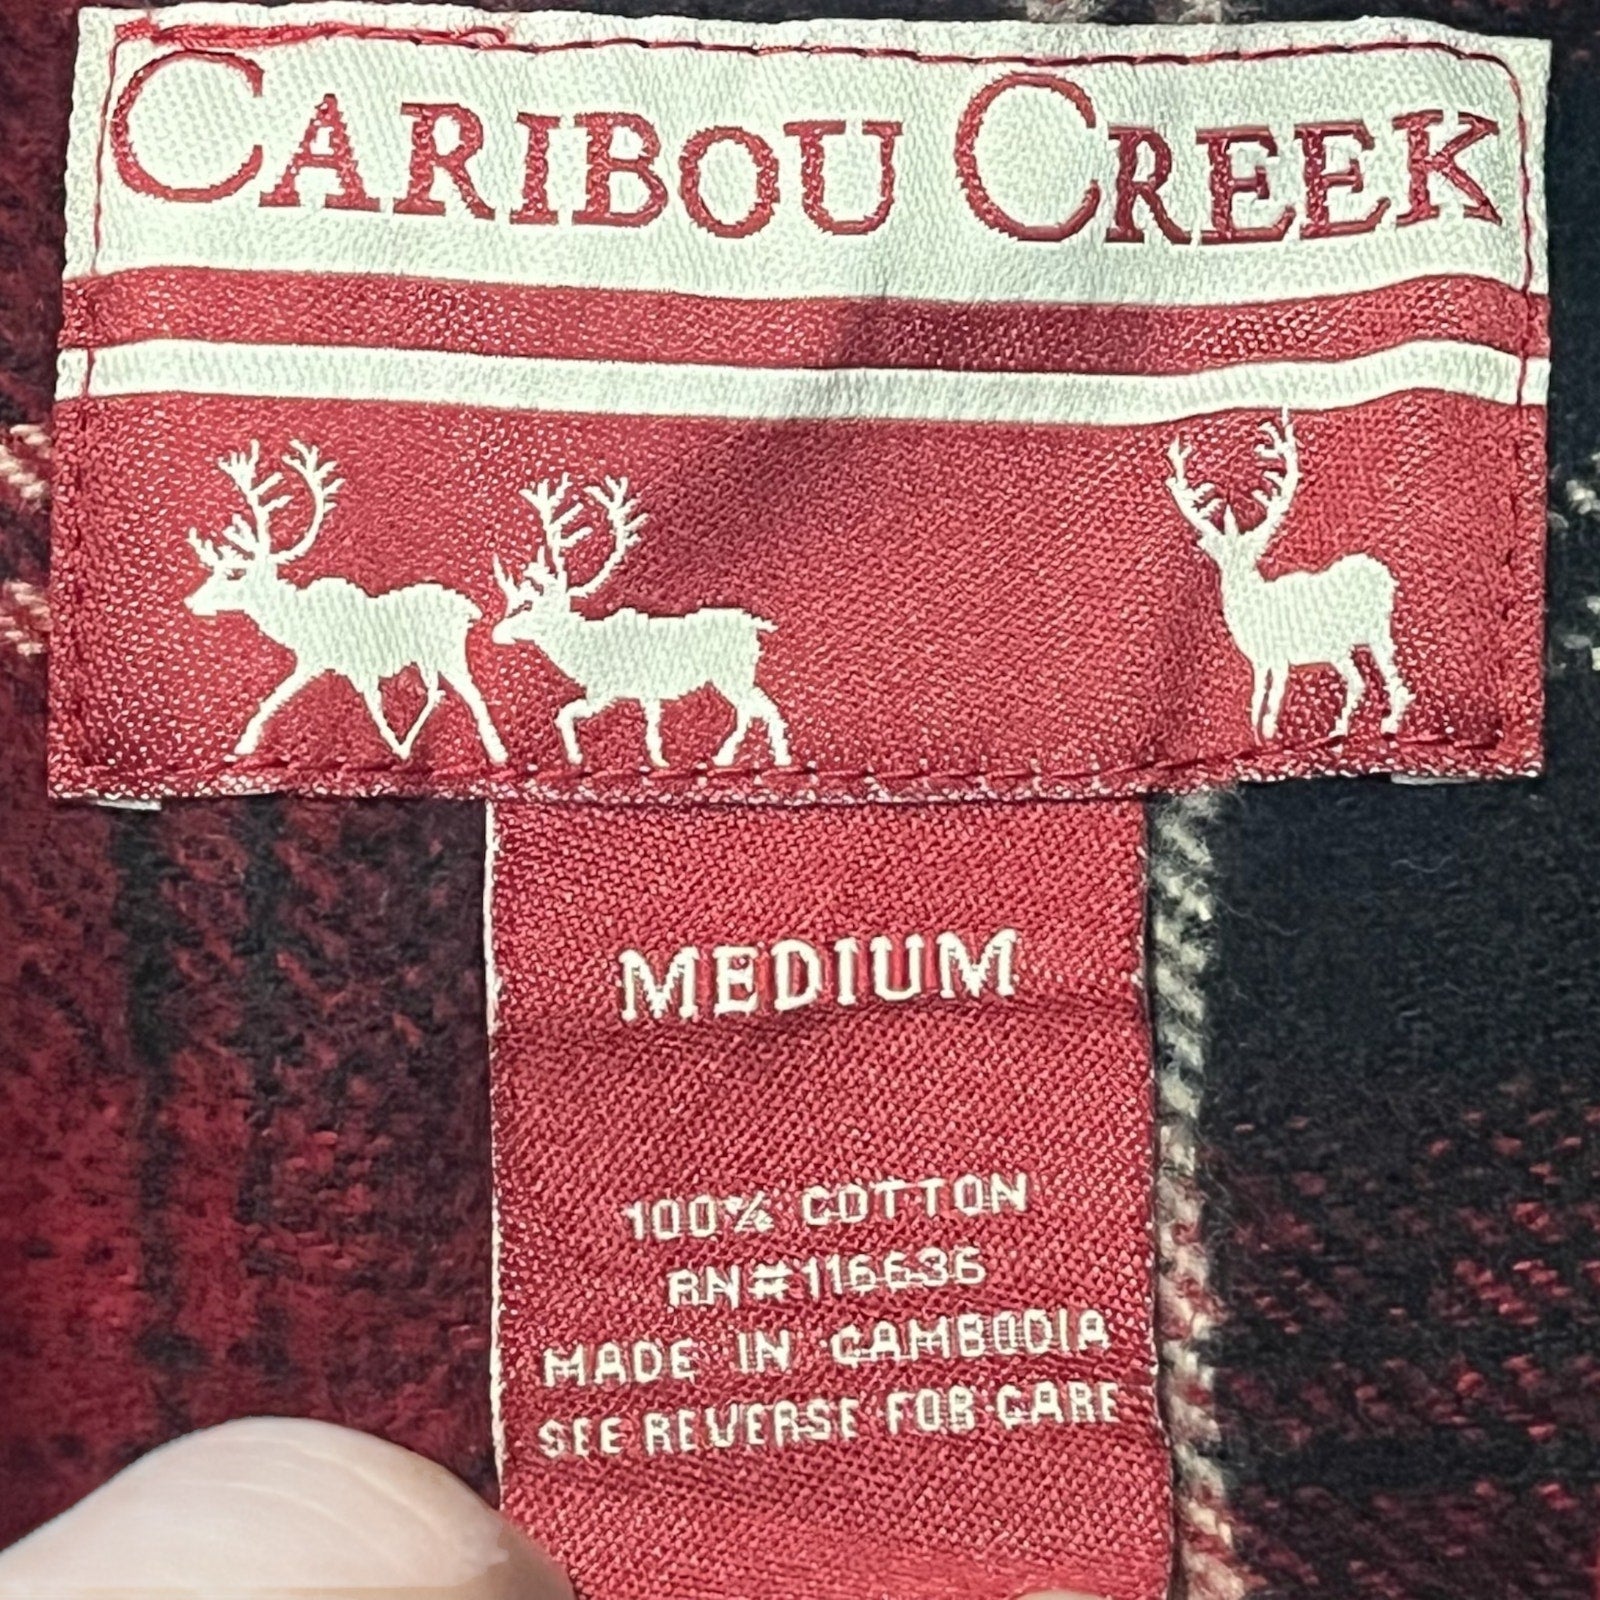 CARIBOU CREEK
MEDIUM
100% COTTON
RN#116636
MADE IN CAMBODIA
SEE REVERSE FOR CARE